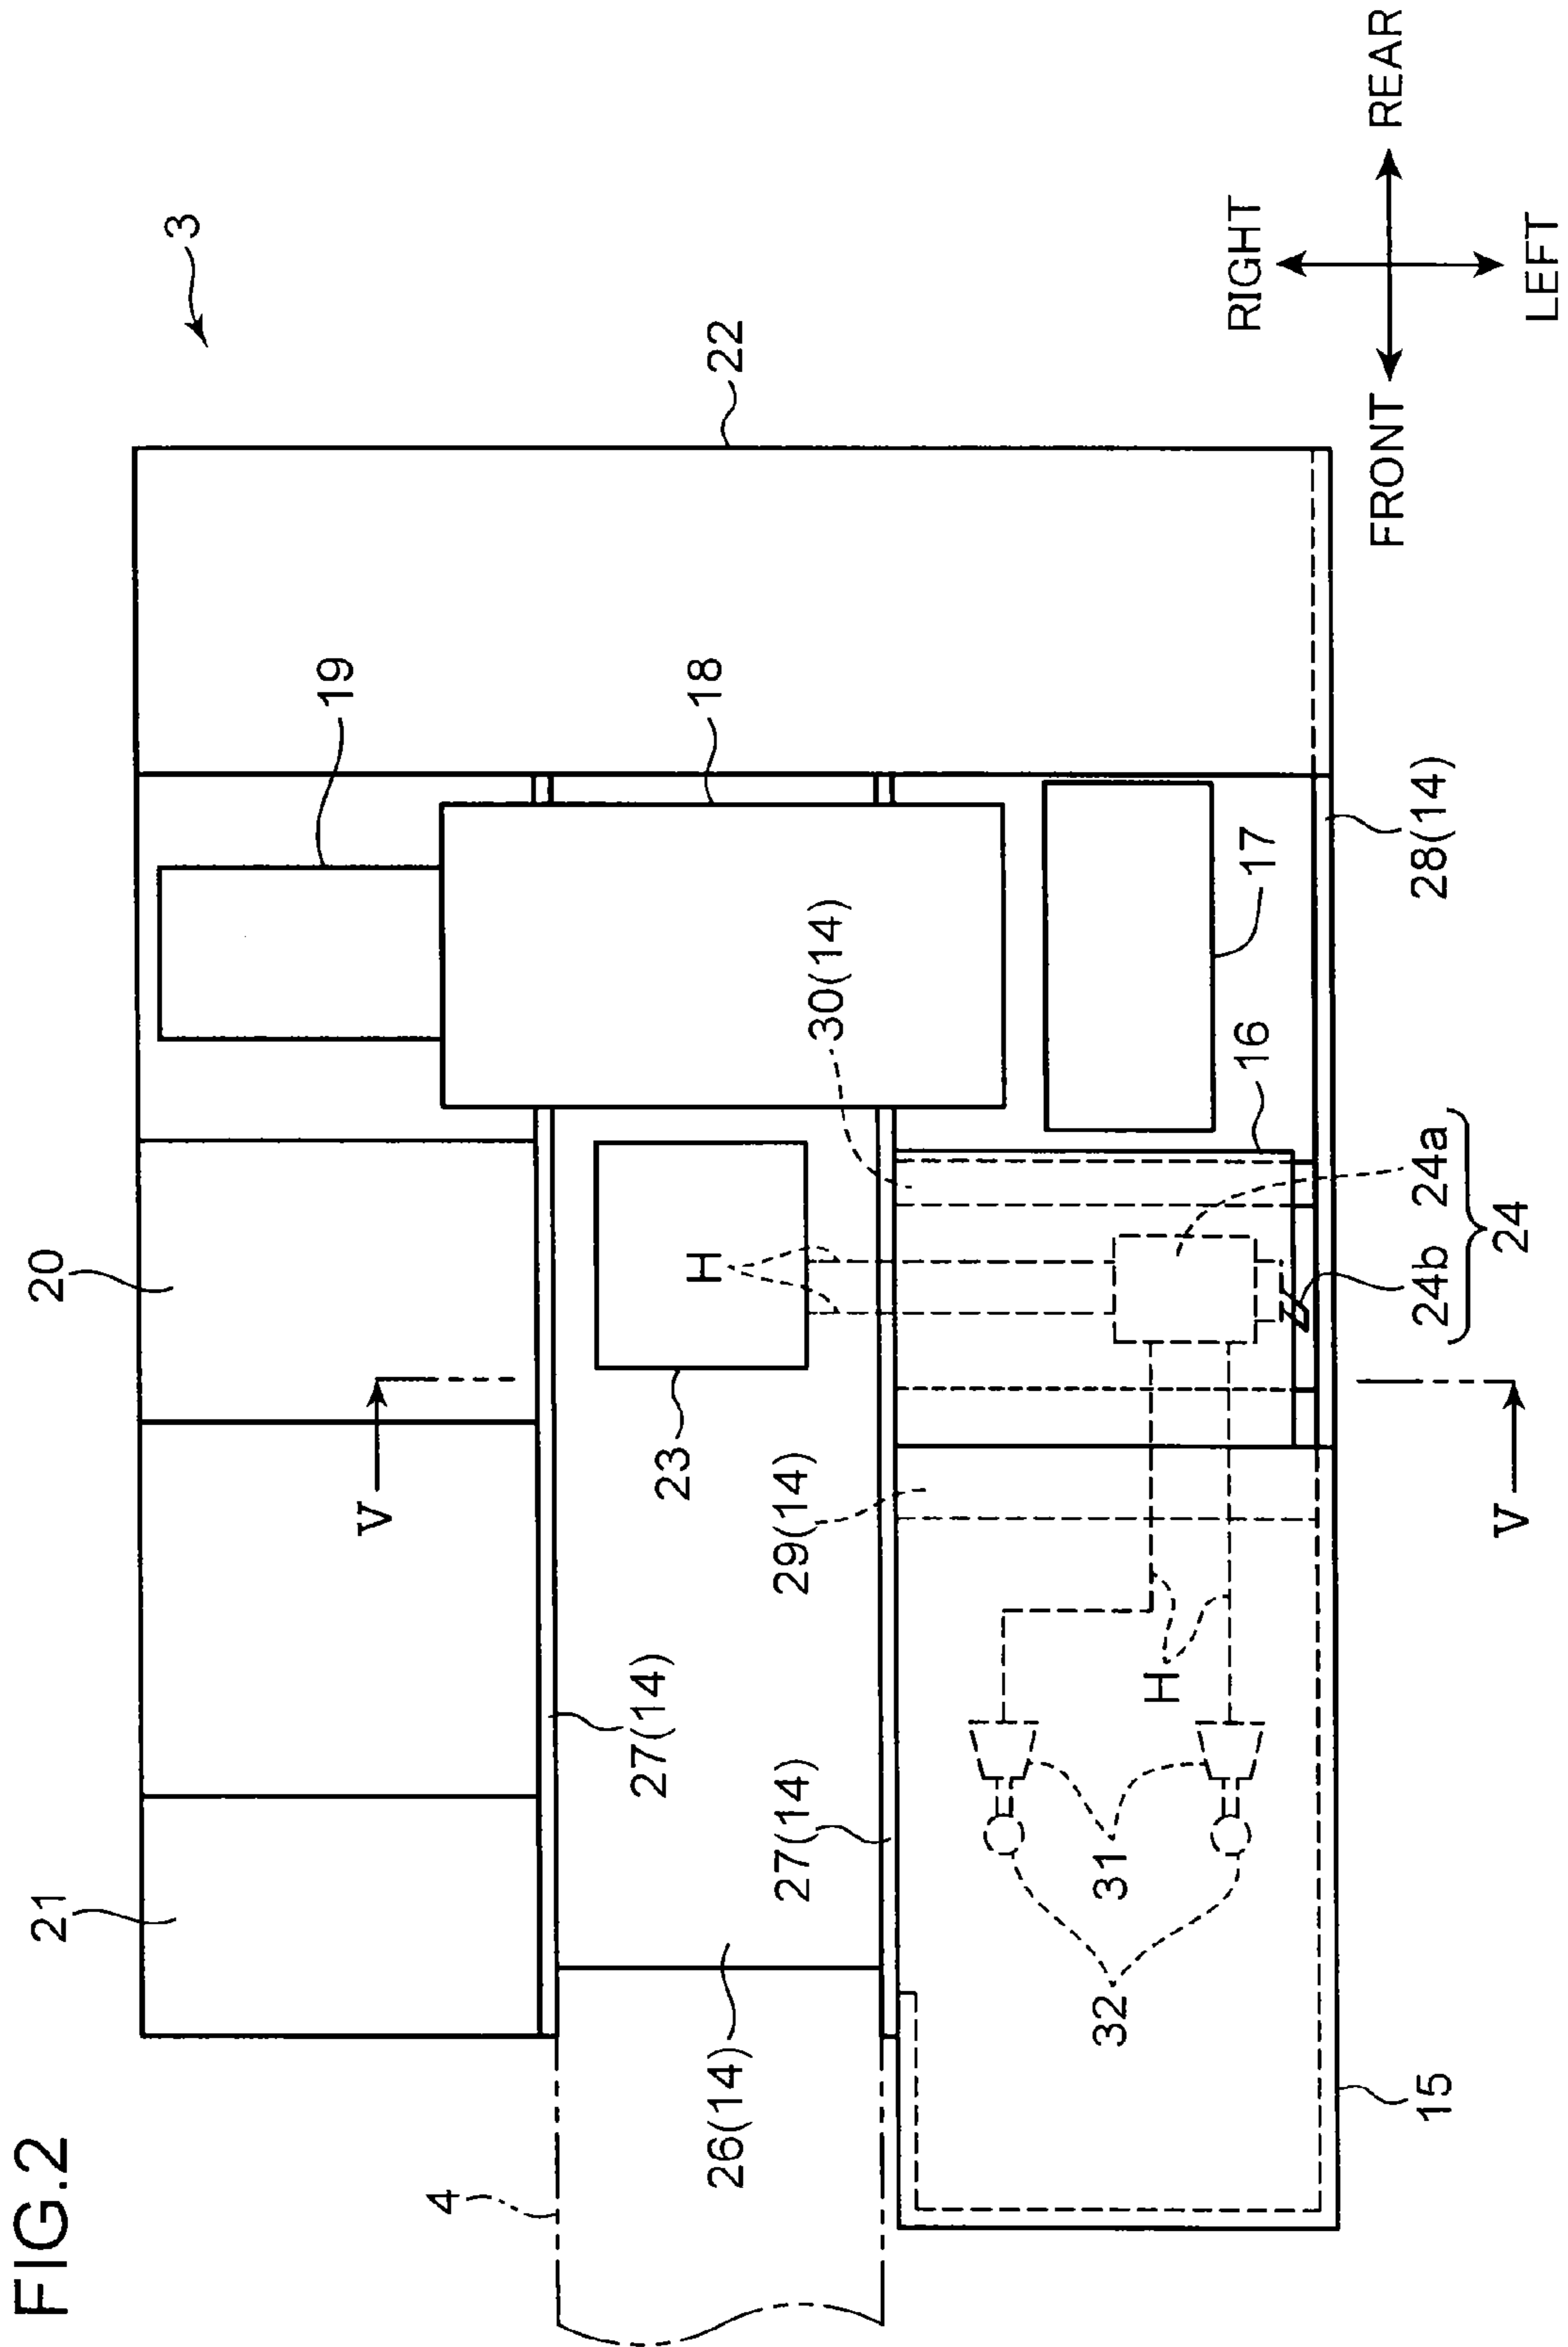 FIG.2
3
22
19
18
28(14)
17
30(14)
16
24a
24b
24
20
H
23
V
V
29(14)
H
27(14)
27(14)
31
32
21
26(14)
15
4
RIGHT
REAR
FRONT
LEFT